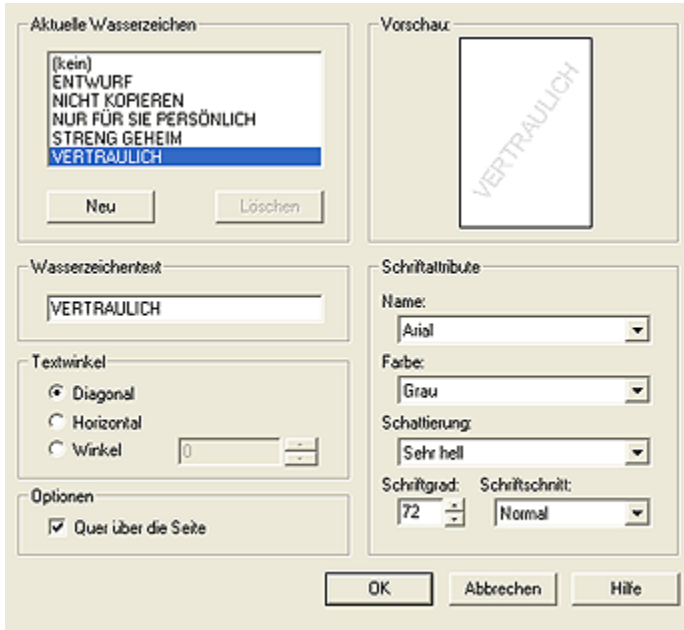 Aktuelle Wasserzeichen
(kein)
ENTWURF
NICHT KOPIEREN
NUR FÜR SIE PERSÖNLICH
STRENG GEHEIM
VERTRAULICH
Neu
Löschen
Vorschau:
VERTRAULICH
Wasserzeichentext
VERTRAULICH
Textwinkel
Diagonal
Horizontal
Winkel 0
Optionen
Quer über die Seite
Schriftattribute
Name:
Arial
Farbe:
Grau
Schattierung:
Sehr hell
Schriftgrad: Schriftschnitt:
72 Normal
OK Abbrechen Hilfe